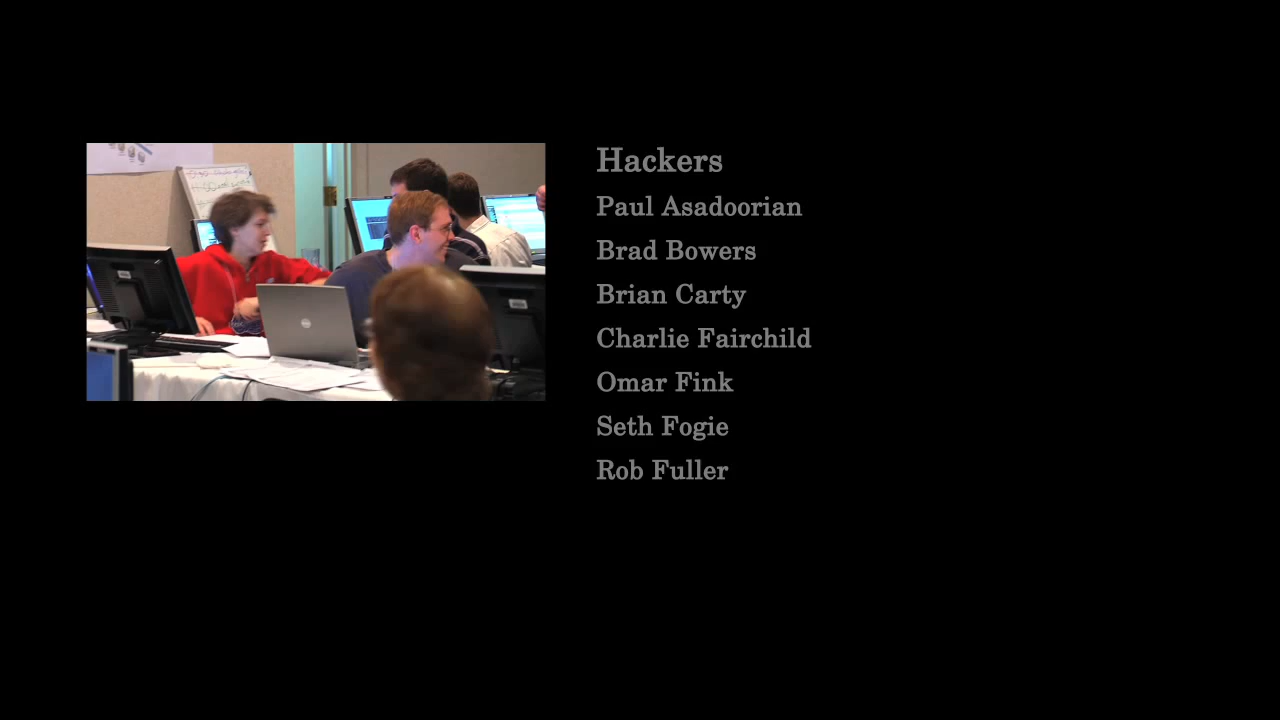 Hackers
Paul Asadoorian
Brad Bowers
Brian Carty
Charlie Fairchild
Omar Fink
Seth Fogie
Rob Fuller